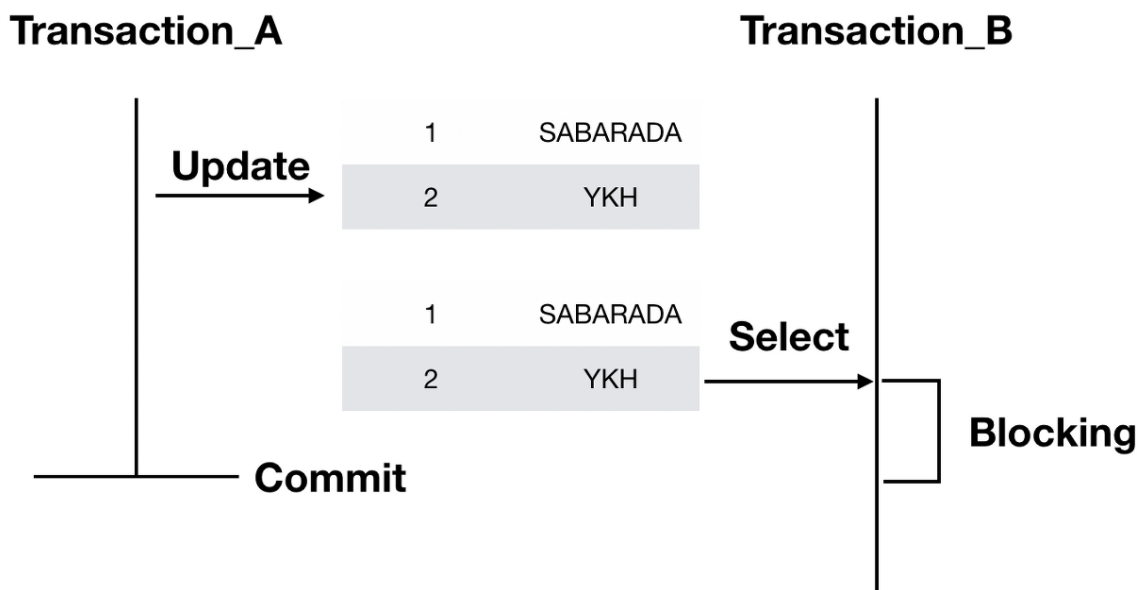 Transaction_A
Transaction_B
1 SABARADA
Update
2 YKH
1 SABARADA
Select
2 YKH
Blocking
Commit